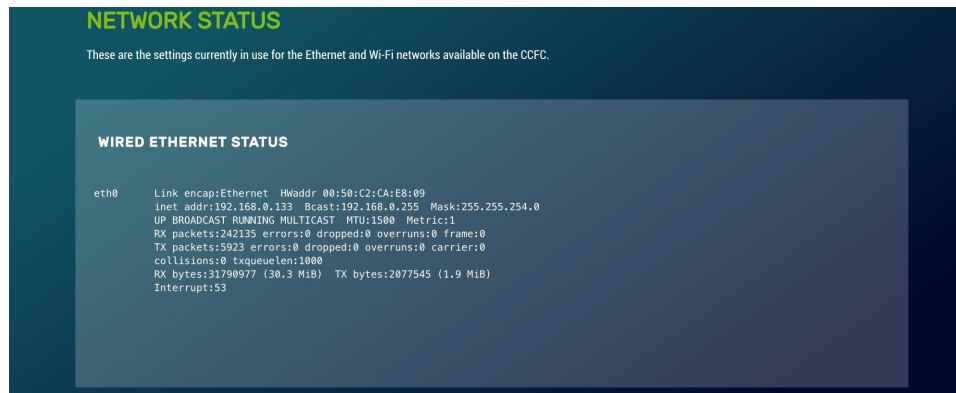 NETWORK STATUS
These are the settings currently in use for the Ethernet and Wi-Fi networks available on the CCFC.
WIRED ETHERNET STATUS
eth0 Link encap:Ethernet HWaddr 00:50:C2:CA:E8:09
inet addr:192.168.0.133 Bcast:192.168.0.255 Mask:255.255.254.0
UP BROADCAST RUNNING MULTICAST MTU:1500 Metric:1
RX packets:242135 errors:0 dropped:0 overruns:0 frame:0
TX packets:5923 errors:0 dropped:0 overruns:0 carrier:0
collisions:0 txqueuelen:1000
RX bytes:31790977 (30.3 MiB) TX bytes:2077545 (1.9 MiB)
Interrupt:53